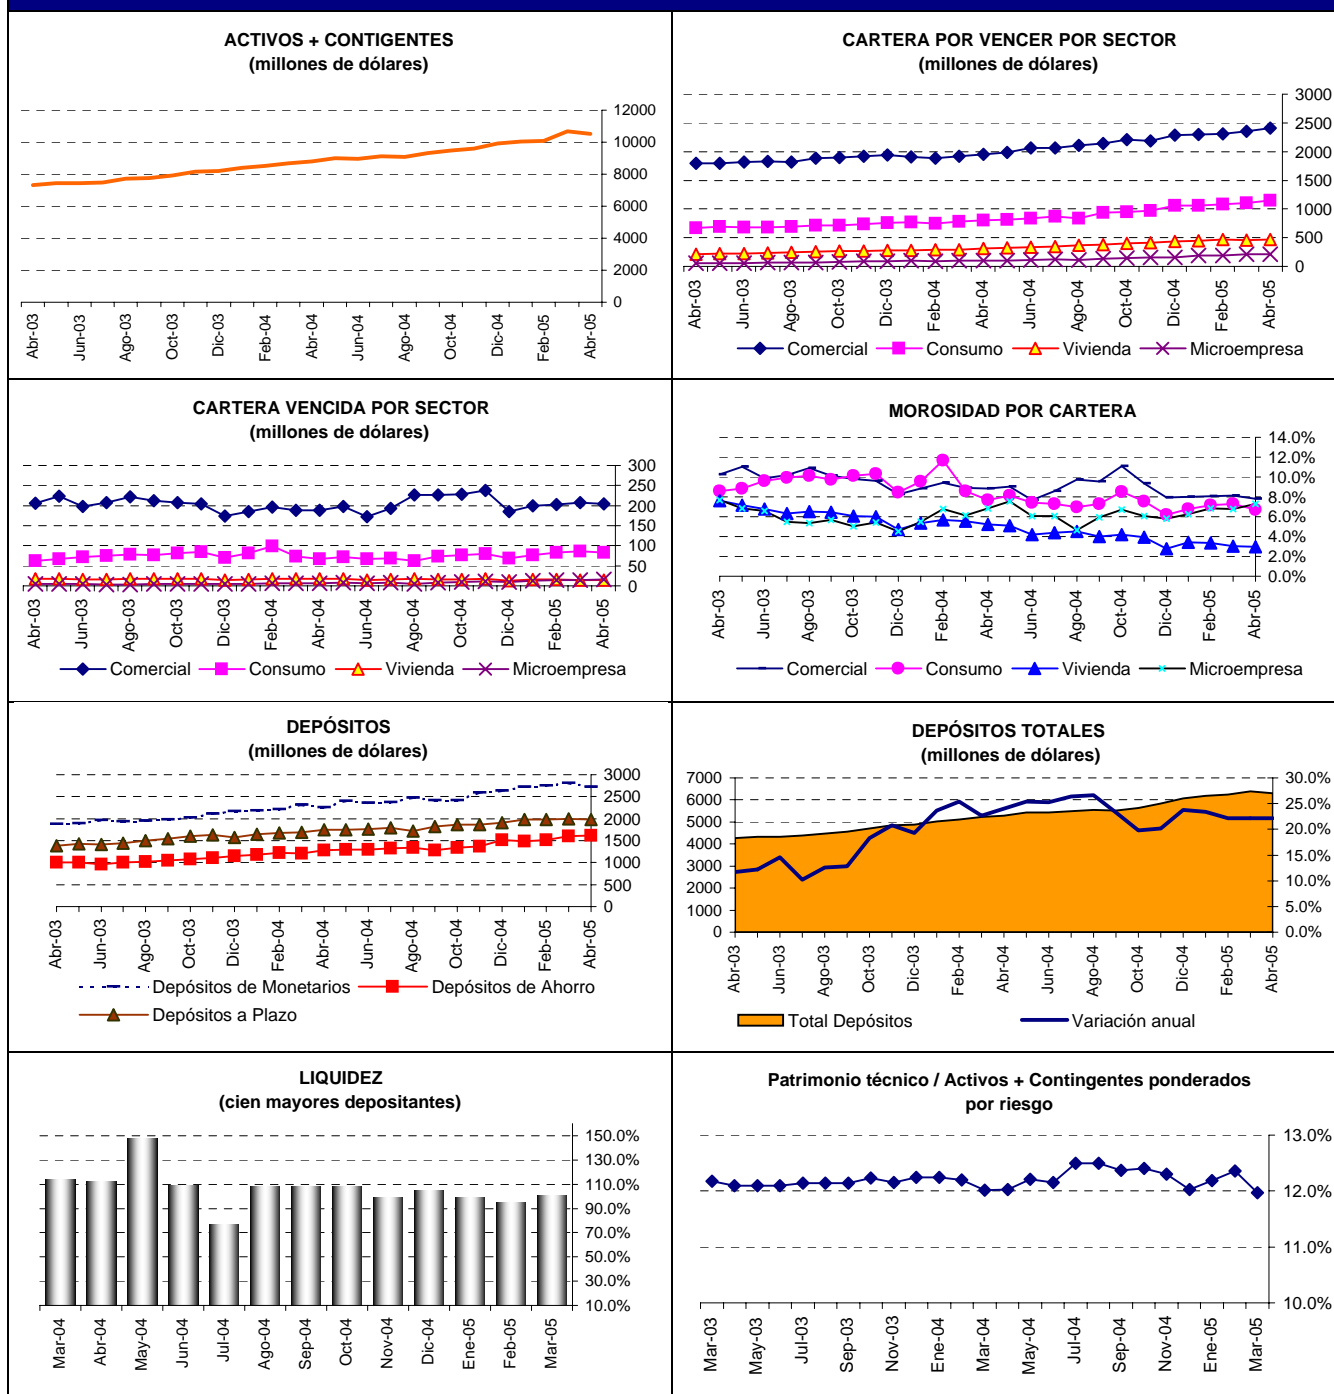 ACTIVOS + CONTIGENTES
(millones de dólares)
12000
10000
8000
6000
4000
2000
0
Abr-03
Jun-03
Ago-03
Oct-03
Dic-03
Feb-04
Abr-04
Jun-04
Ago-04
Oct-04
Dic-04
Feb-05
Abr-05
CARTERA POR VENCER POR SECTOR
(millones de dólares)
3000
2500
2000
1500
1000
500
0
Abr-03
Jun-03
Ago-03
Oct-03
Dic-03
Feb-04
Abr-04
Jun-04
Ago-04
Oct-04
Dic-04
Feb-05
Abr-05
Comercial Consumo Vivienda Microempresa
CARTERA VENCIDA POR SECTOR
(millones de dólares)
300
250
200
150
100
50
0
Abr-03
Jun-03
Ago-03
Oct-03
Dic-03
Feb-04
Abr-04
Jun-04
Ago-04
Oct-04
Dic-04
Feb-05
Abr-05
Comercial Consumo Vivienda Microempresa
MOROSIDAD POR CARTERA
14.0%
12.0%
10.0%
8.0%
6.0%
4.0%
2.0%
0.0%
Abr-03
Jun-03
Ago-03
Oct-03
Dic-03
Feb-04
Abr-04
Jun-04
Ago-04
Oct-04
Dic-04
Feb-05
Abr-05
Comercial Consumo Vivienda Microempresa
DEPÓSITOS
(millones de dólares)
3000
2500
2000
1500
1000
500
0
Abr-03
Jun-03
Ago-03
Oct-03
Dic-03
Feb-04
Abr-04
Jun-04
Ago-04
Oct-04
Dic-04
Feb-05
Abr-05
Depósitos de Monetarios Depósitos de Ahorro
Depósitos a Plazo
DEPÓSITOS TOTALES
(millones de dólares)
7000
6000
5000
4000
3000
2000
1000
0
30.0%
25.0%
20.0%
15.0%
10.0%
5.0%
0.0%
Abr-03
Jun-03
Ago-03
Oct-03
Dic-03
Feb-04
Abr-04
Jun-04
Ago-04
Oct-04
Dic-04
Feb-05
Abr-05
Total Depósitos Variación anual
LIQUIDEZ
(cien mayores depositantes)
150.0%
130.0%
110.0%
90.0%
70.0%
50.0%
30.0%
10.0%
Mar-04
Abr-04
May-04
Jun-04
Jul-04
Ago-04
Sep-04
Oct-04
Nov-04
Dic-04
Ene-05
Feb-05
Mar-05
Patrimonio técnico / Activos + Contingentes ponderados
por riesgo
13.0%
12.0%
11.0%
10.0%
Mar-03
May-03
Jul-03
Sep-03
Nov-03
Ene-04
Mar-04
May-04
Jul-04
Sep-04
Nov-04
Ene-05
Mar-05